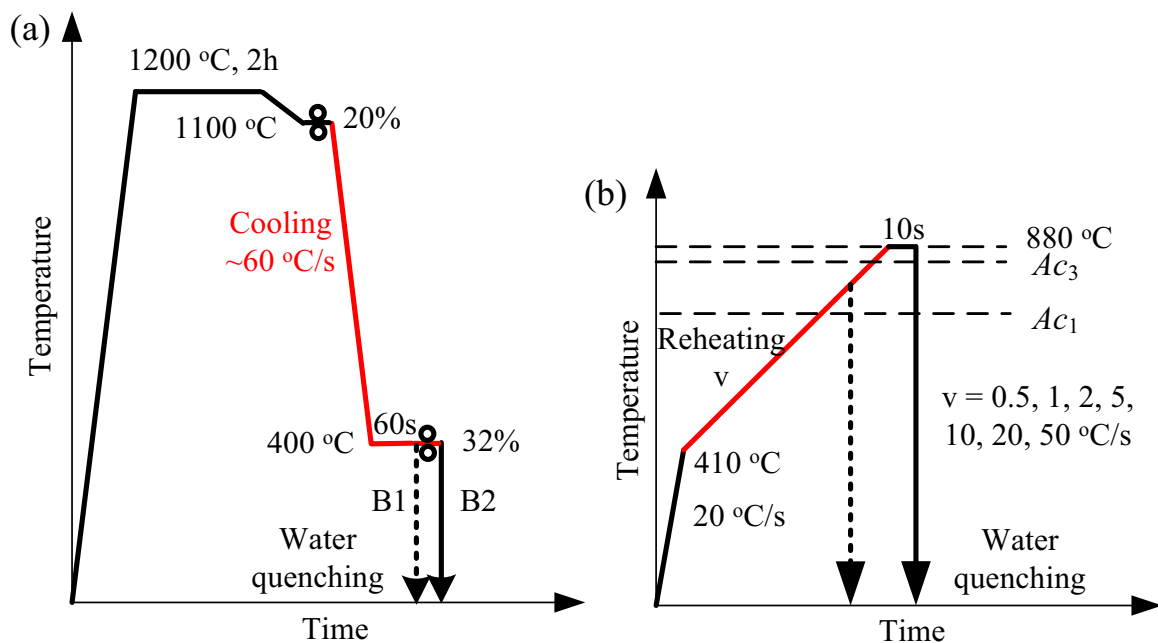 (a)
1200 °C, 2h
1100 °C
20%
Cooling
~60 °C/s
Temperature
60s
400 °C
32%
B1
B2
Water
quenching
Time
(b)
10s
880 °C
Ac₃
Ac₁
Reheating
v
Temperature
v = 0.5, 1, 2, 5,
10, 20, 50 °C/s
410 °C
20 °C/s
Water
quenching
Time